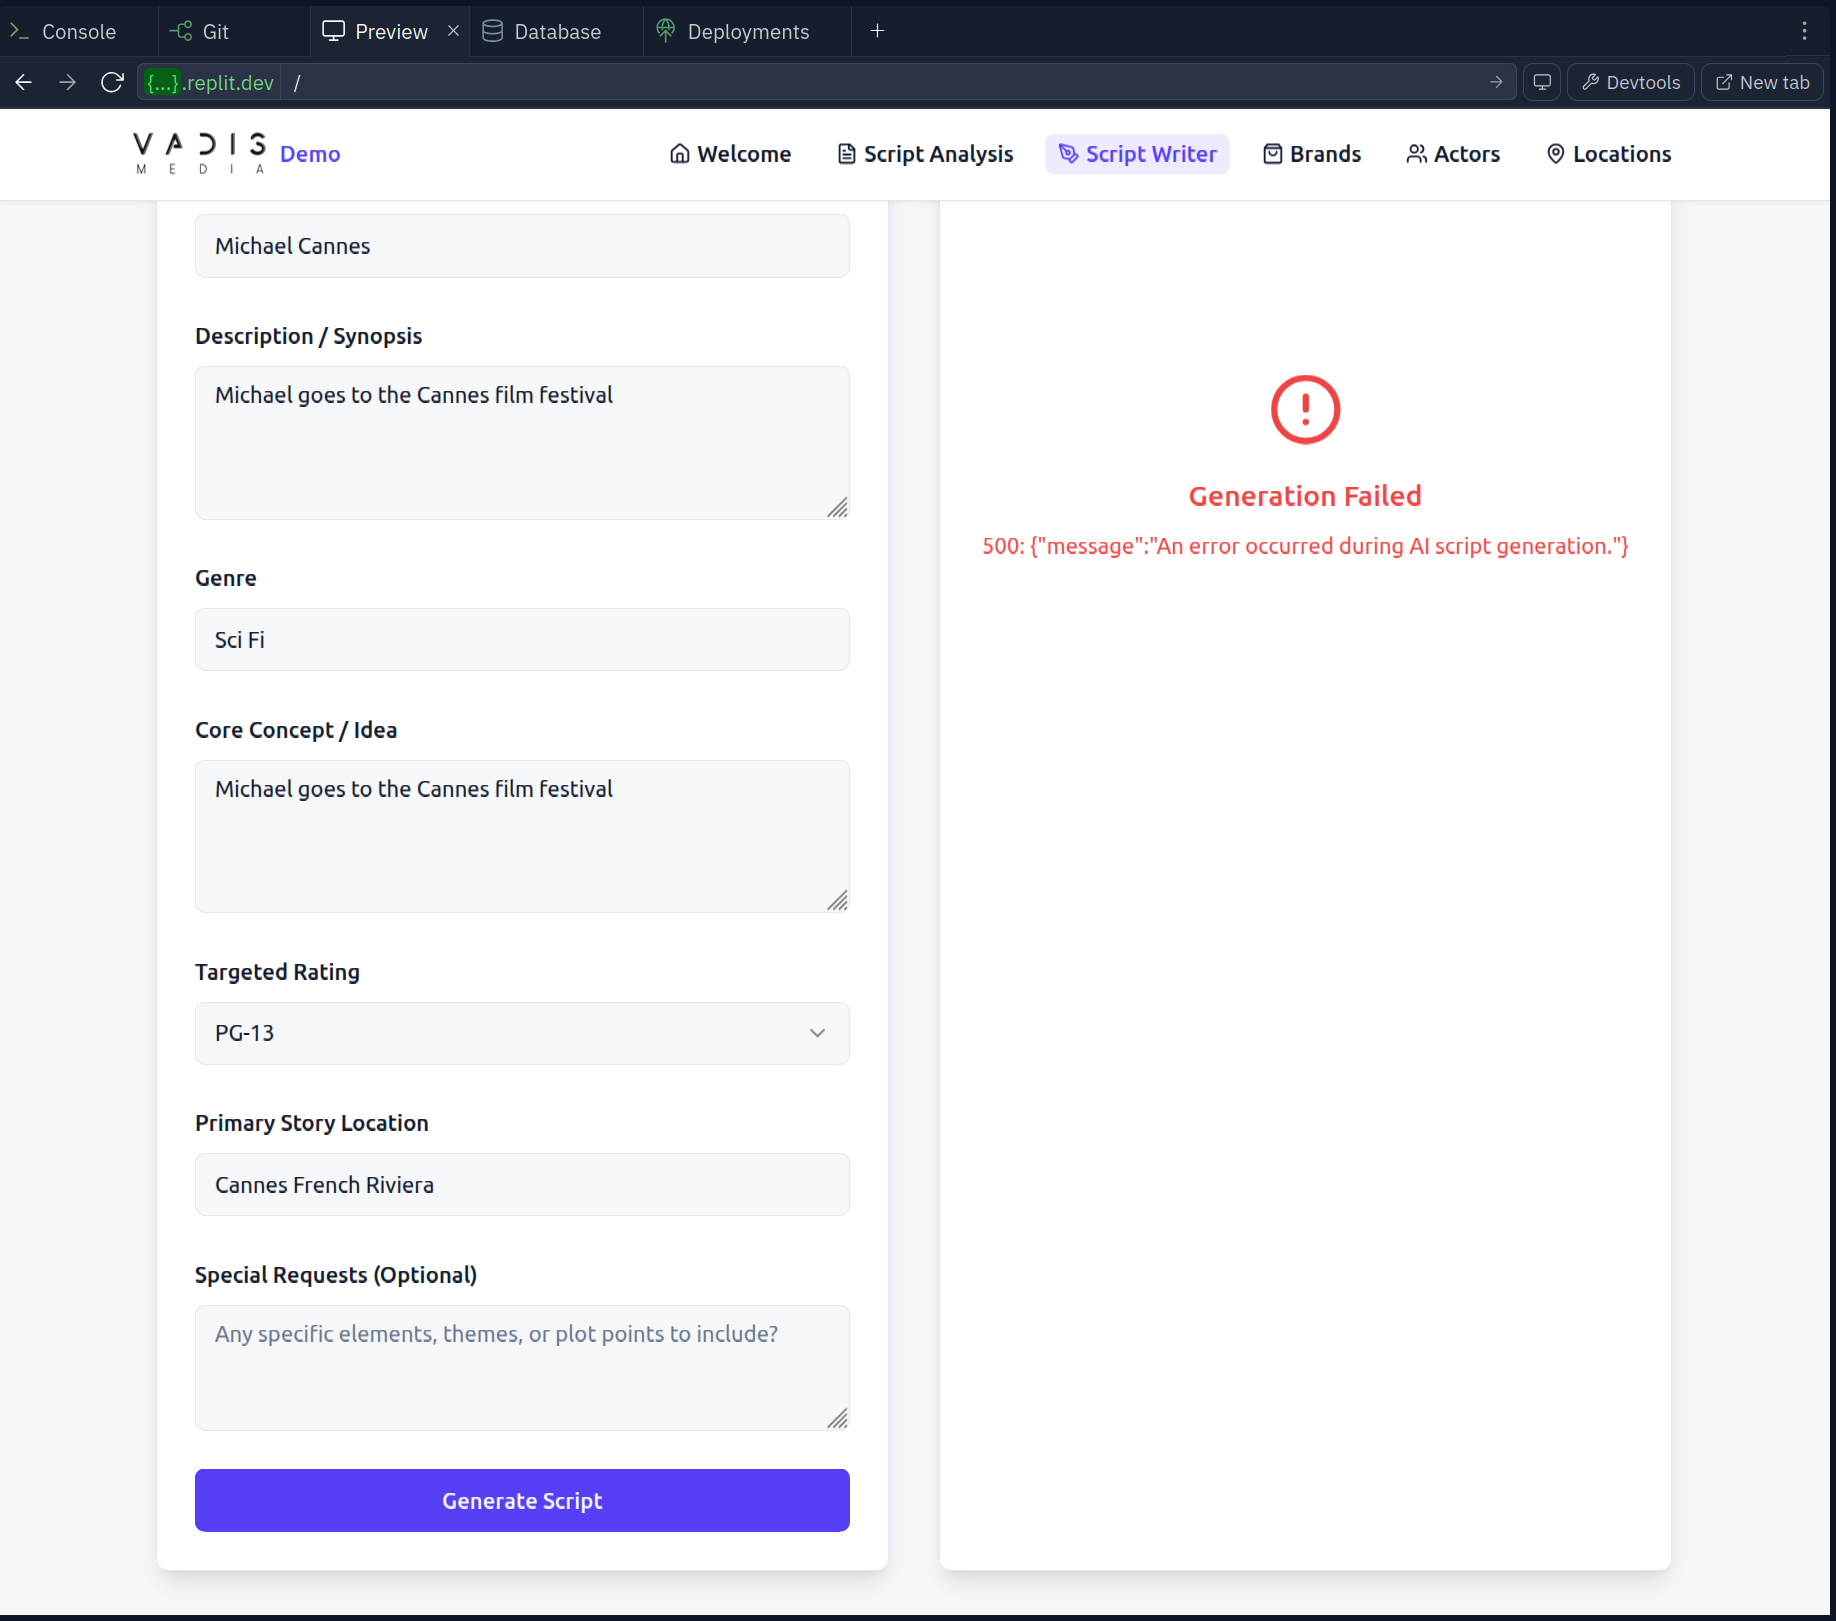 Console
Git
Preview
Database
Deployments
{...}.replit.dev /
Devtools
New tab
VADIS
MEDIA
Demo
Welcome
Script Analysis
Script Writer
Brands
Actors
Locations
Michael Cannes
Description / Synopsis
Michael goes to the Cannes film festival
Genre
Sci Fi
Core Concept / Idea
Michael goes to the Cannes film festival
Targeted Rating
PG-13
Primary Story Location
Cannes French Riviera
Special Requests (Optional)
Any specific elements, themes, or plot points to include?
Generate Script
Generation Failed
500: {"message":"An error occurred during AI script generation."}